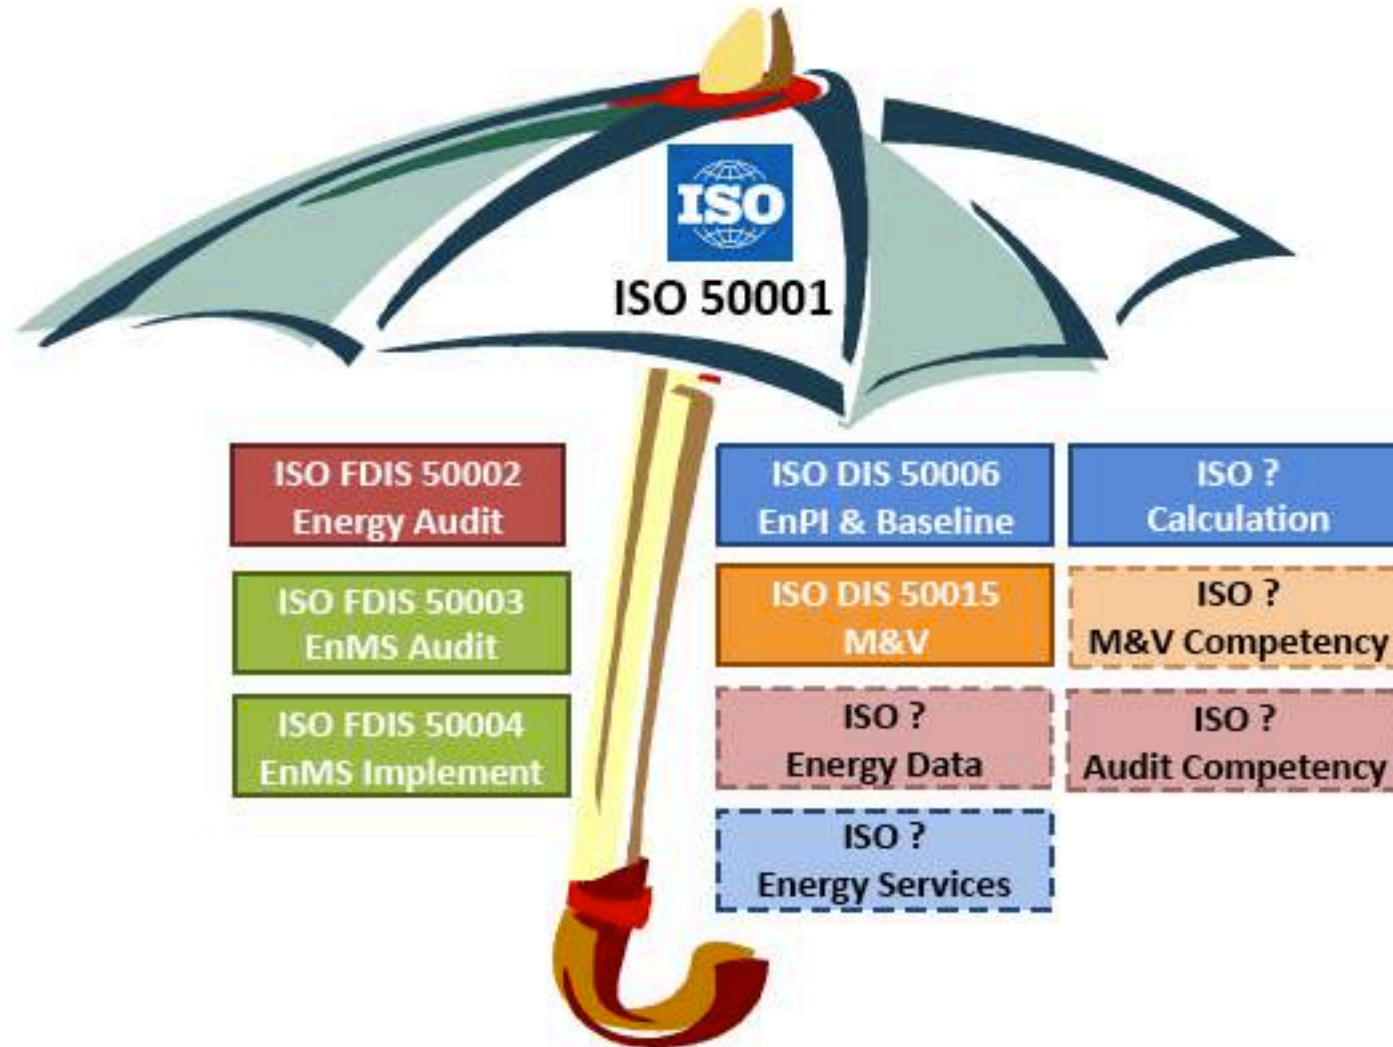 ISO
ISO 50001
ISO FDIS 50002
Energy Audit
ISO FDIS 50003
EnMS Audit
ISO FDIS 50004
EnMS Implement
ISO DIS 50006
EnPI & Baseline
ISO ?
Calculation
ISO DIS 50015
M&V
ISO ?
M&V Competency
ISO ?
Energy Data
ISO ?
Audit Competency
ISO ?
Energy Services